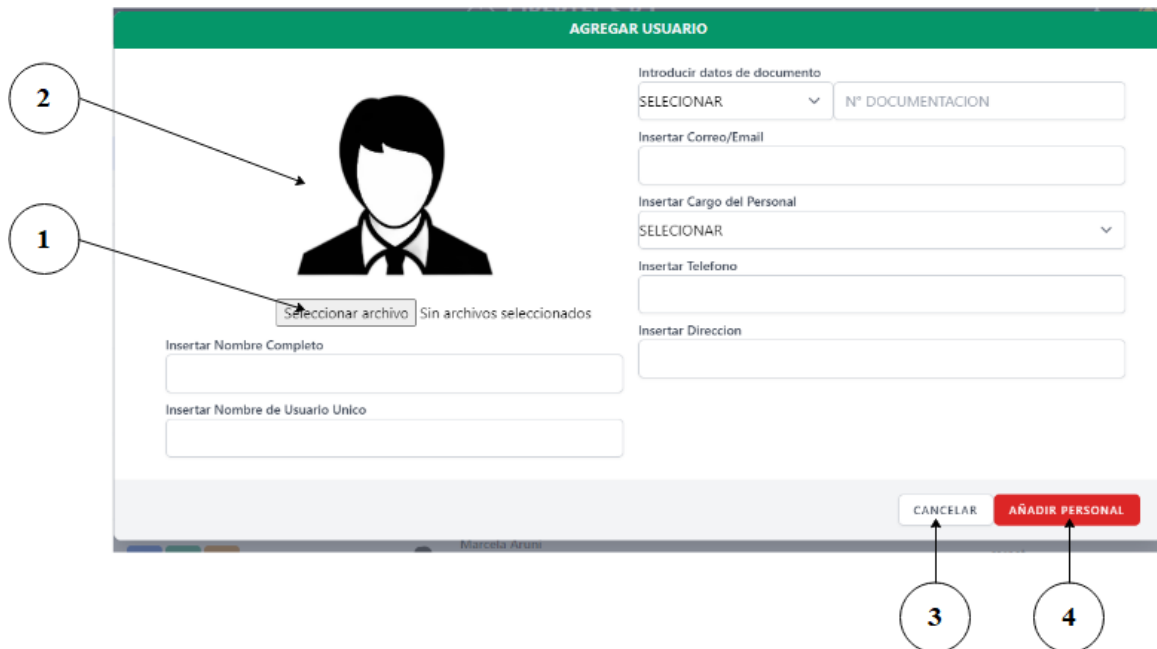 AGREGAR USUARIO
2
1
Seleccionar archivo Sin archivos seleccionados
Insertar Nombre Completo
Insertar Nombre de Usuario Unico
Introducir datos de documento
SELECIONAR N° DOCUMENTACION
Insertar Correo/Email
Insertar Cargo del Personal
SELECIONAR
Insertar Telefono
Insertar Direccion
CANCELAR AÑADIR PERSONAL
Marcela Aruni
3 4